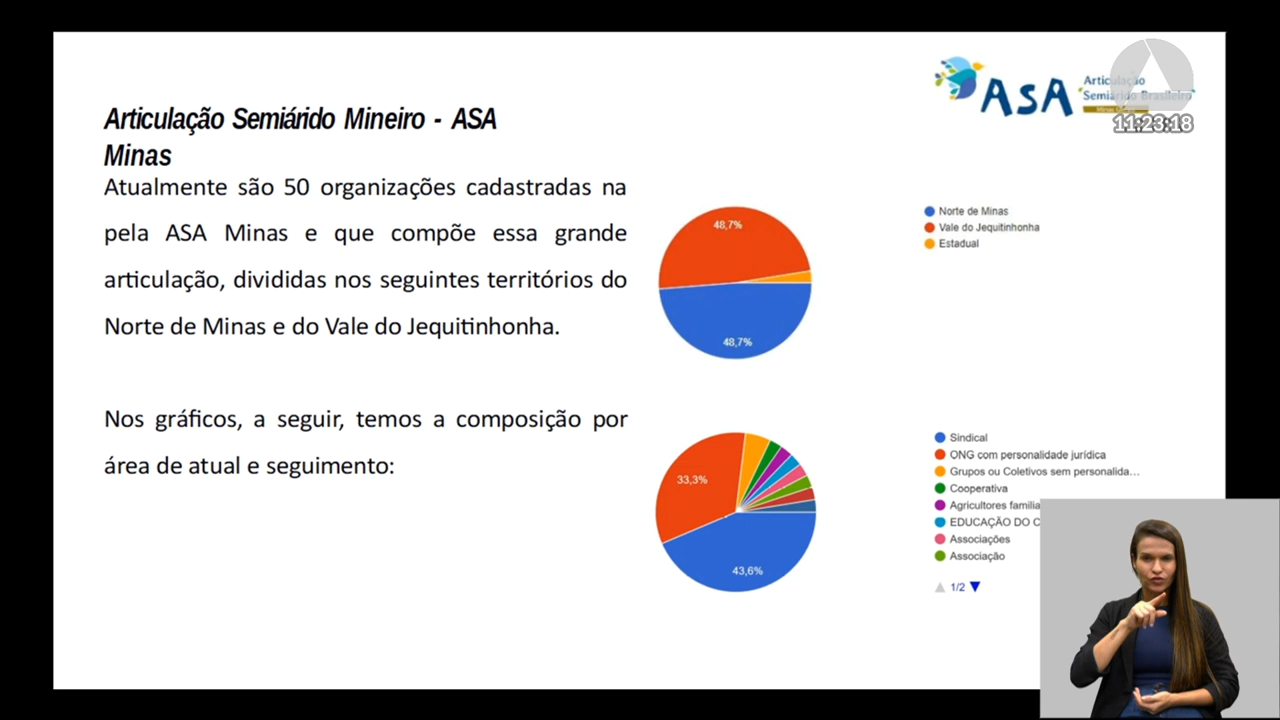 Articulação Semiárido Mineiro - ASA
Minas
Atualmente são 50 organizações cadastradas na
pela ASA Minas e que compõe essa grande
articulação, divididas nos seguintes territórios do
Norte de Minas e do Vale do Jequitinhonha.
Nos gráficos, a seguir, temos a composição por
área de atual e seguimento:
ASA
Articulação
Semiárido Brasileiro
11:23:18
48,7%
48,7%
Norte de Minas
Vale do Jequitinhonha
Estadual
33,3%
43,6%
Sindical
ONG com personalidade jurídica
Grupos ou Coletivos sem personalida…
Cooperativa
Agricultores familia
EDUCAÇÃO DO C
Associações
Associação
1/2